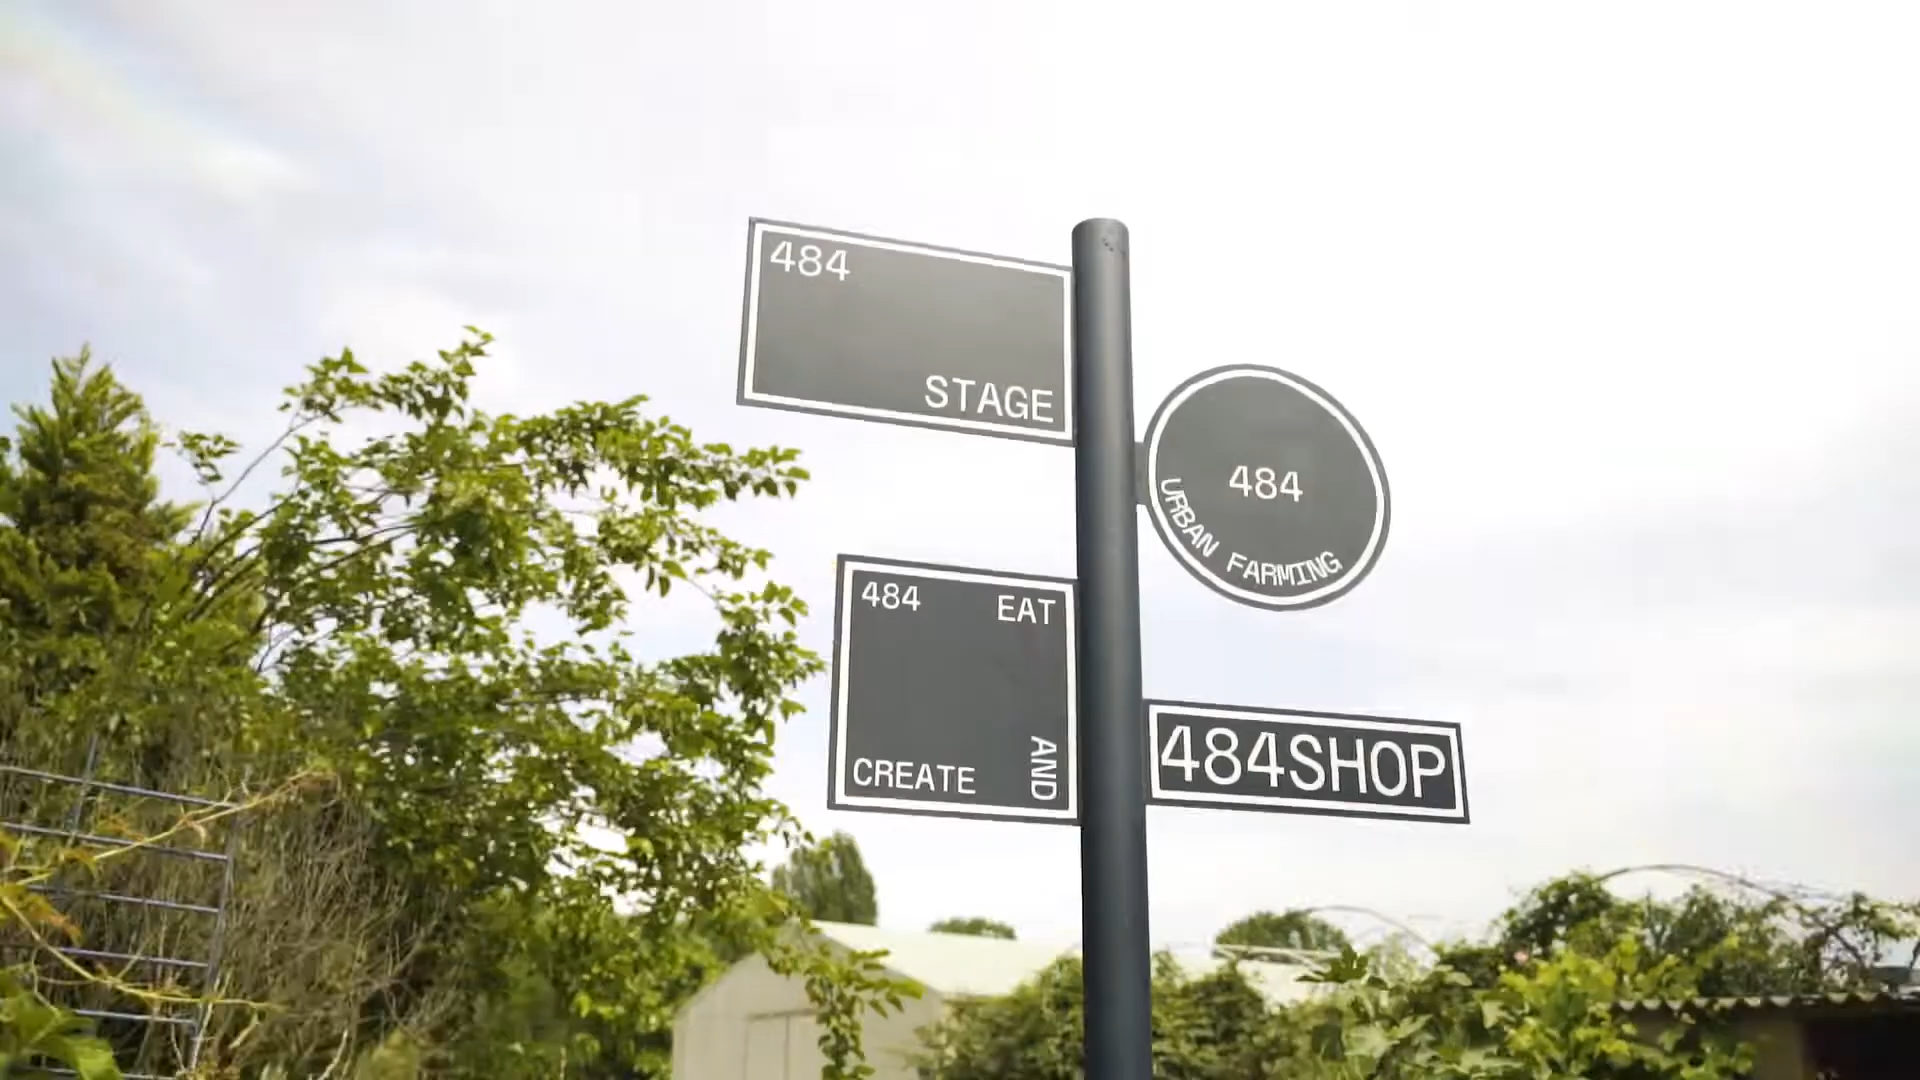 484
STAGE
484
URBAN FARMING
484 EAT
AND
CREATE
484SHOP